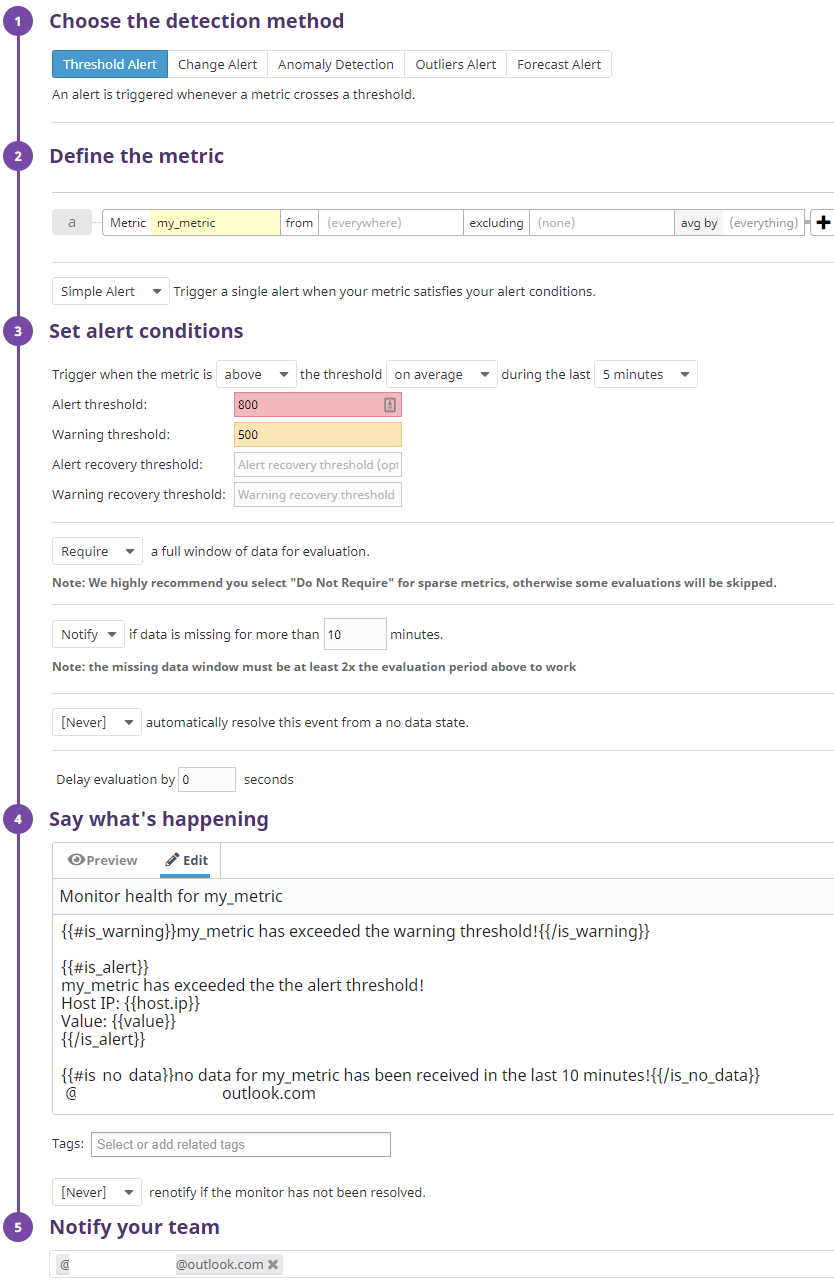 1 Choose the detection method
Threshold Alert Change Alert Anomaly Detection Outliers Alert Forecast Alert
An alert is triggered whenever a metric crosses a threshold.
2 Define the metric
a Metric my_metric from (everywhere) excluding (none) avg by (everything)
Simple Alert Trigger a single alert when your metric satisfies your alert conditions.
3 Set alert conditions
Trigger when the metric is above the threshold on average during the last 5 minutes
Alert threshold: 800
Warning threshold: 500
Alert recovery threshold: Alert recovery threshold (opt
Warning recovery threshold: Warning recovery threshold
Require a full window of data for evaluation.
Note: We highly recommend you select "Do Not Require" for sparse metrics, otherwise some evaluations will be skipped.
Notify if data is missing for more than 10 minutes.
Note: the missing data window must be at least 2x the evaluation period above to work
[Never] automatically resolve this event from a no data state.
Delay evaluation by 0 seconds
4 Say what's happening
Preview Edit
Monitor health for my_metric
{{#is_warning}}my_metric has exceeded the warning threshold!{{/is_warning}}
{{#is_alert}}
my_metric has exceeded the the alert threshold!
Host IP: {{host.ip}}
Value: {{value}}
{{/is_alert}}
{{#is_no_data}}no data for my_metric has been received in the last 10 minutes!{{/is_no_data}}
@ outlook.com
Tags: Select or add related tags
[Never] renotify if the monitor has not been resolved.
5 Notify your team
@ @outlook.com